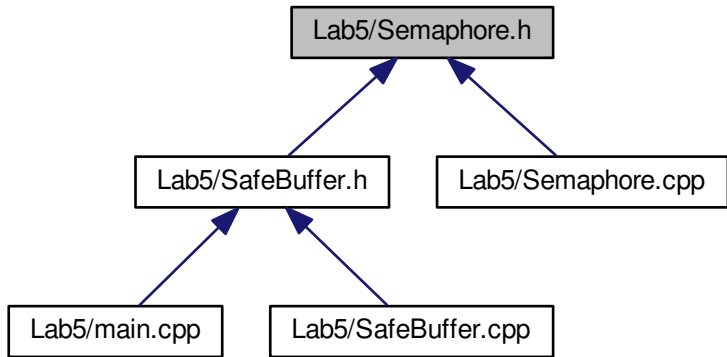 Lab5/Semaphore.h
Lab5/SafeBuffer.h
Lab5/Semaphore.cpp
Lab5/main.cpp
Lab5/SafeBuffer.cpp